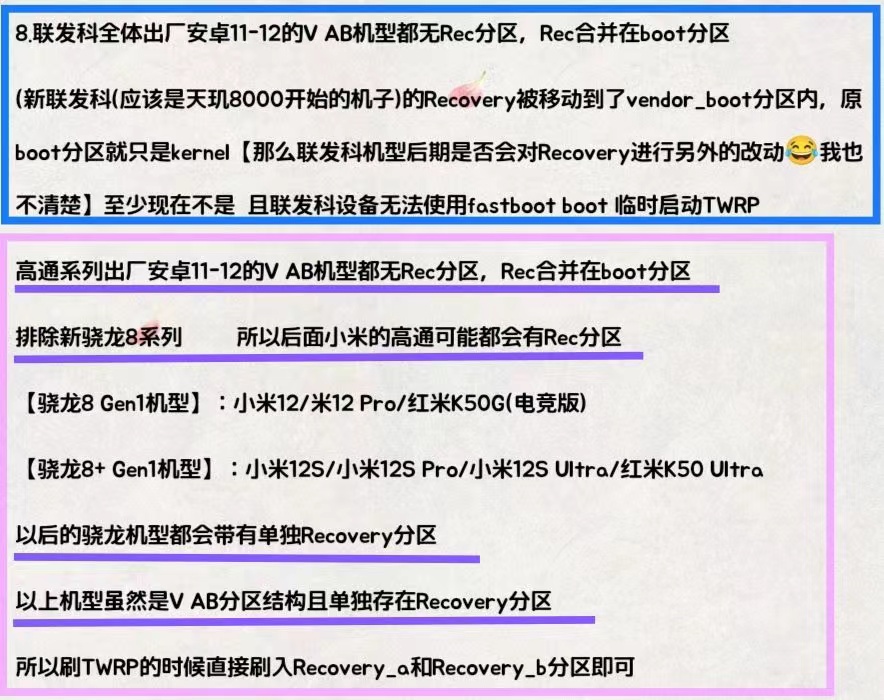 8.联发科全体出厂安卓11-12的V AB机型都无Rec分区，Rec合并在boot分区
(新联发科(应该是天玑8000开始的机子)的Recovery被移动到了vendor_boot分区内，原
boot分区就只是kernel【那么联发科机型后期是否会对Recovery进行另外的改动😂我也
不清楚】至少现在不是 且联发科设备无法使用fastboot boot 临时启动TWRP
高通系列出厂安卓11-12的V AB机型都无Rec分区，Rec合并在boot分区
排除新骁龙8系列 所以后面小米的高通可能都会有Rec分区
【骁龙8 Gen1机型】：小米12/米12 Pro/红米K50G(电竞版)
【骁龙8+ Gen1机型】：小米12S/小米12S Pro/小米12S Ultra/红米K50 Ultra
以后的骁龙机型都会带有单独Recovery分区
以上机型虽然是V AB分区结构且单独存在Recovery分区
所以刷TWRP的时候直接刷入Recovery_a和Recovery_b分区即可